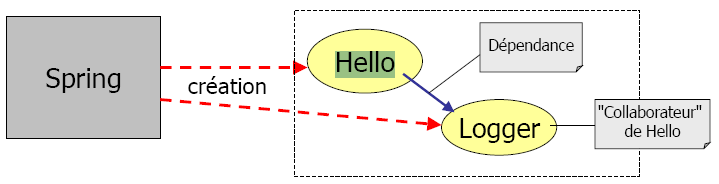 Spring
création
Hello
Dépendance
Logger
"Collaborateur"
de Hello